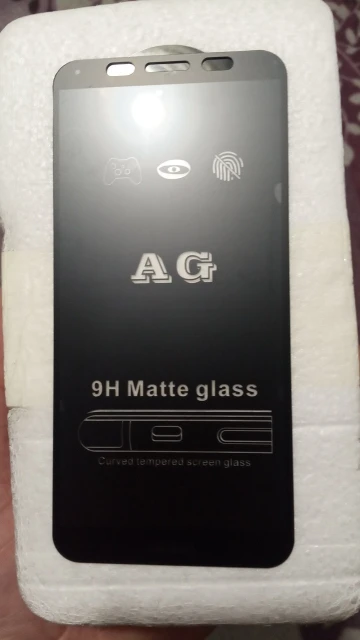 AG
9H Matte glass
Curved tempered screen glass